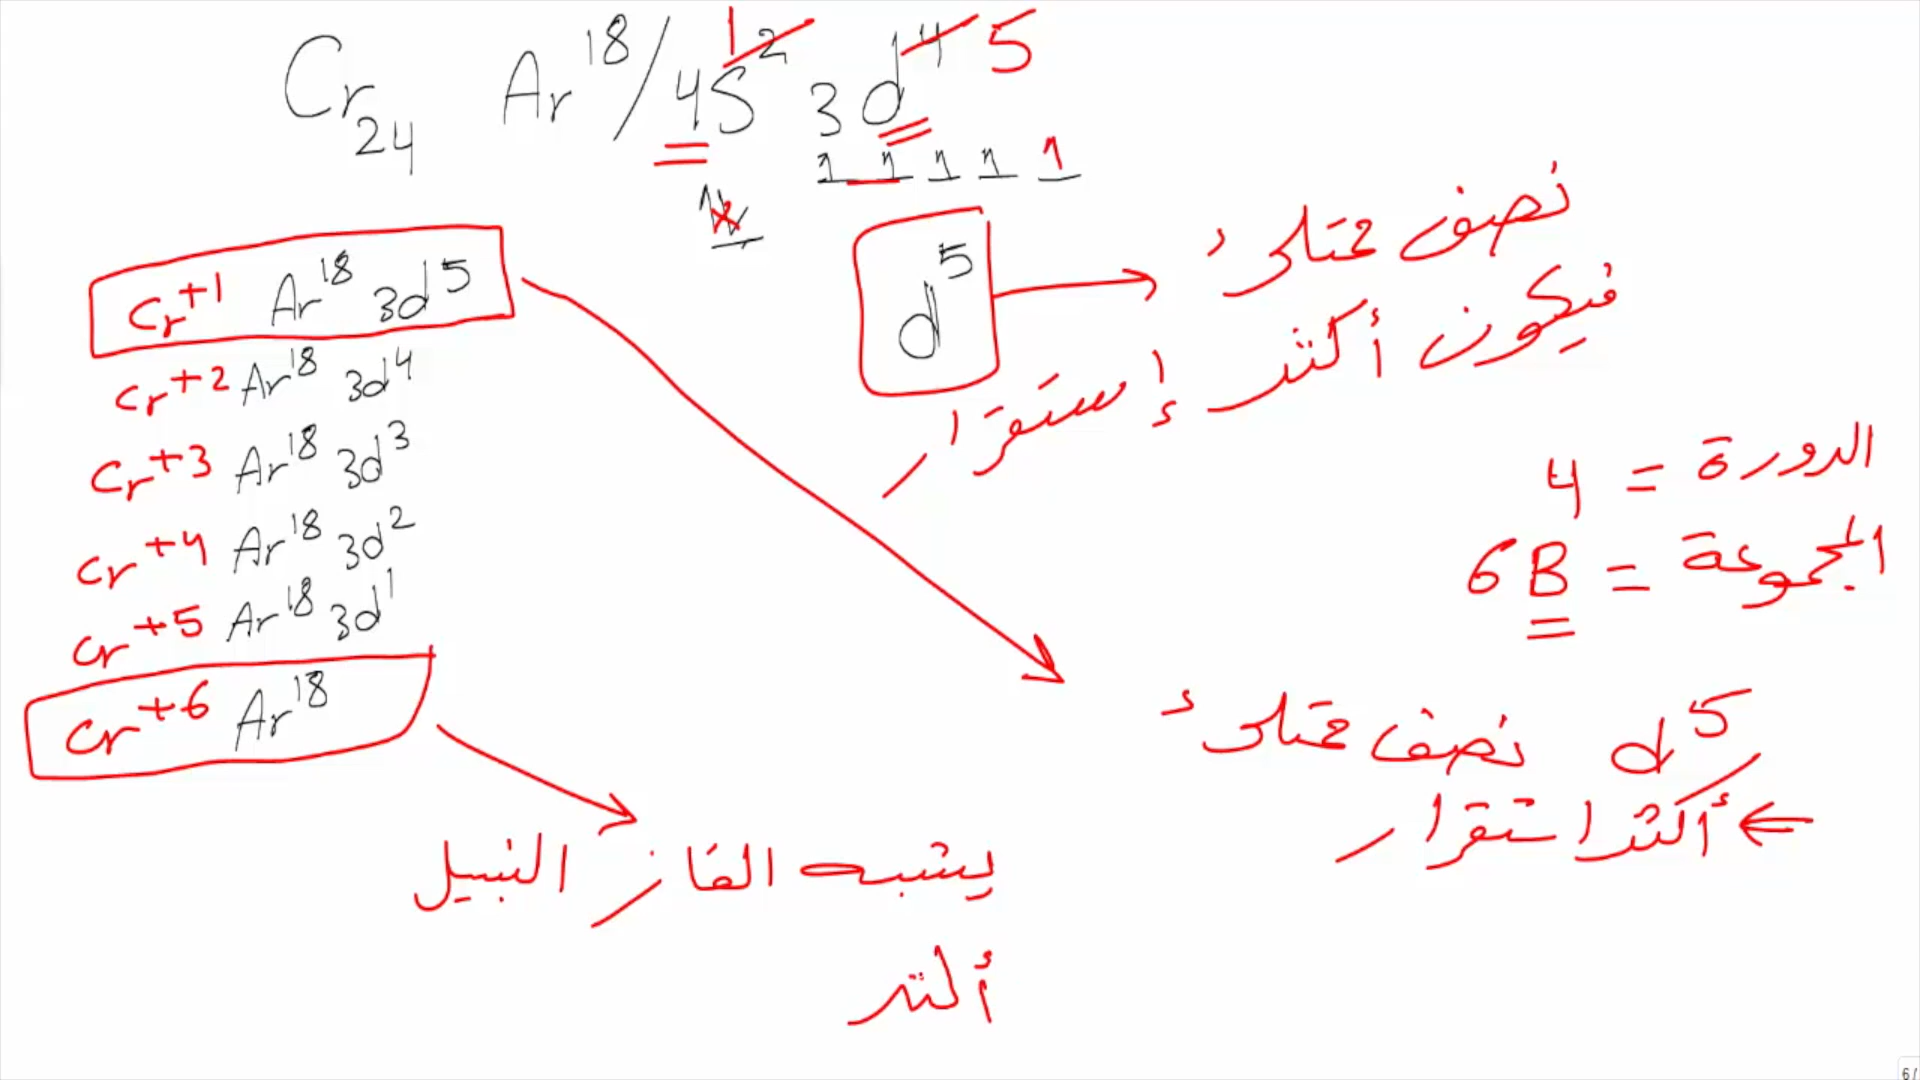 Cr₂₄ Ar¹⁸/ 4S² 1 3d⁴ 5
1 1 1 1 1
d⁵
نصف ممتلئ
فيكون أكثر إستقرار
Cr⁺¹ Ar¹⁸ 3d⁵
Cr⁺² Ar¹⁸ 3d⁴
Cr⁺³ Ar¹⁸ 3d³
Cr⁺⁴ Ar¹⁸ 3d²
Cr⁺⁵ Ar¹⁸ 3d¹
Cr⁺⁶ Ar¹⁸
الدورة = 4
المجموعة = 6B
d⁵ نصف ممتلئ
← أكثر استقرار
يشبه الغاز النبيل
أكثر
6/